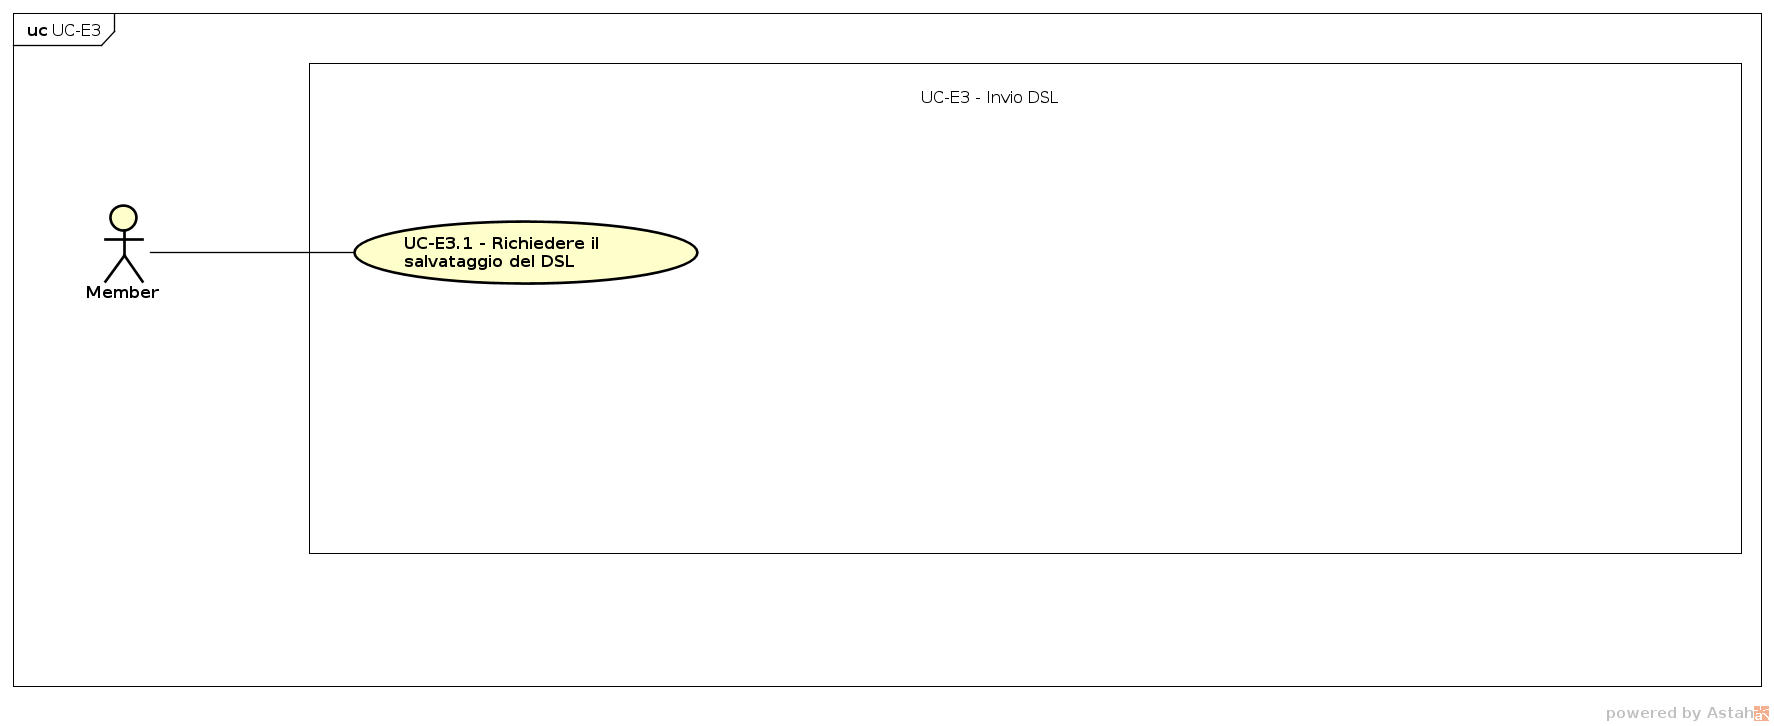 uc UC-E3
UC-E3 - Invio DSL
UC-E3.1 - Richiedere il
salvataggio del DSL
Member
powered by Astah